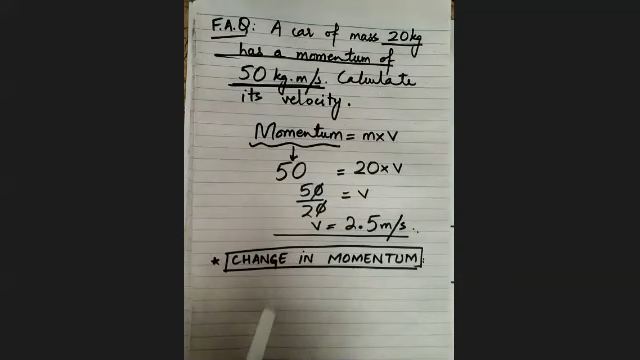 F.A.Q: A car of mass 20kg
has a momentum of
50 kg.m/s. Calculate
its velocity.
Momentum = m×V
50 = 20×V
50/20 = V
V = 2.5m/s.
* CHANGE IN MOMENTUM: